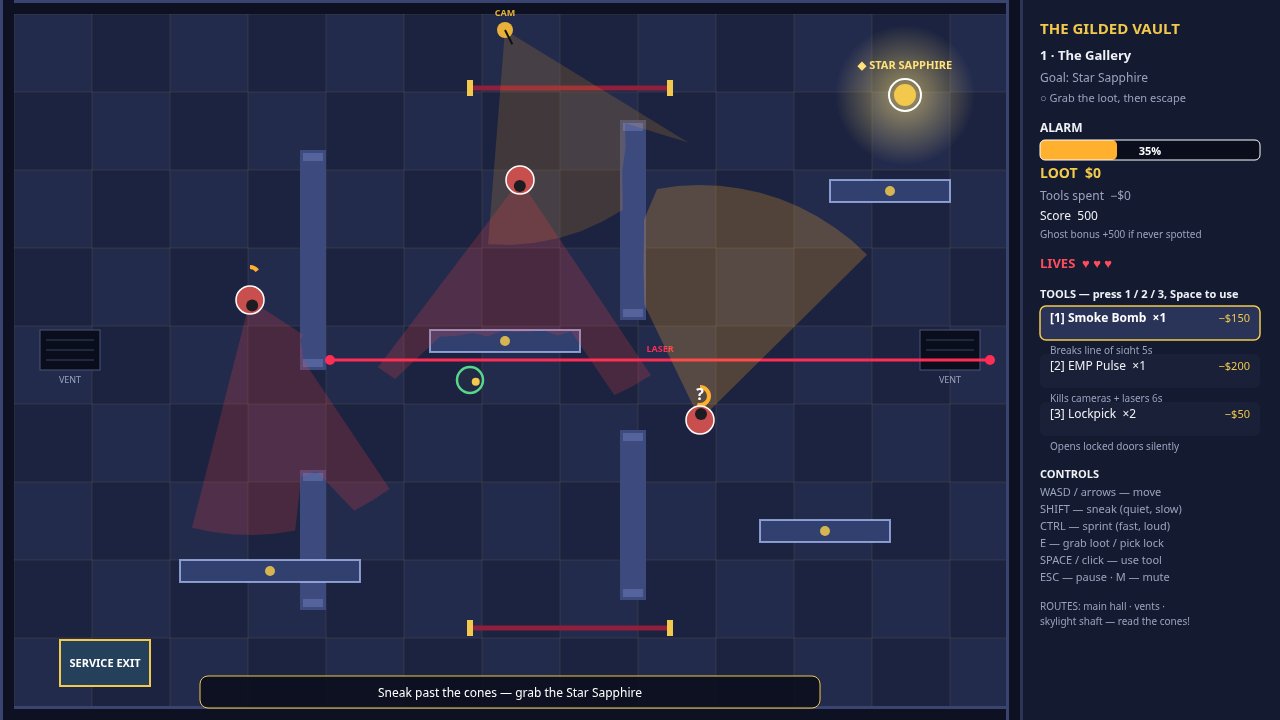 CAM
◆ STAR SAPPHIRE
VENT
LASER
VENT
?
SERVICE EXIT
Sneak past the cones — grab the Star Sapphire
THE GILDED VAULT
1 · The Gallery
Goal: Star Sapphire
○ Grab the loot, then escape
ALARM
35%
LOOT $0
Tools spent −$0
Score 500
Ghost bonus +500 if never spotted
LIVES ♥ ♥ ♥
TOOLS — press 1 / 2 / 3, Space to use
[1] Smoke Bomb ×1 −$150
Breaks line of sight 5s
[2] EMP Pulse ×1 −$200
Kills cameras + lasers 6s
[3] Lockpick ×2 −$50
Opens locked doors silently
CONTROLS
WASD / arrows — move
SHIFT — sneak (quiet, slow)
CTRL — sprint (fast, loud)
E — grab loot / pick lock
SPACE / click — use tool
ESC — pause · M — mute
ROUTES: main hall · vents ·
skylight shaft — read the cones!